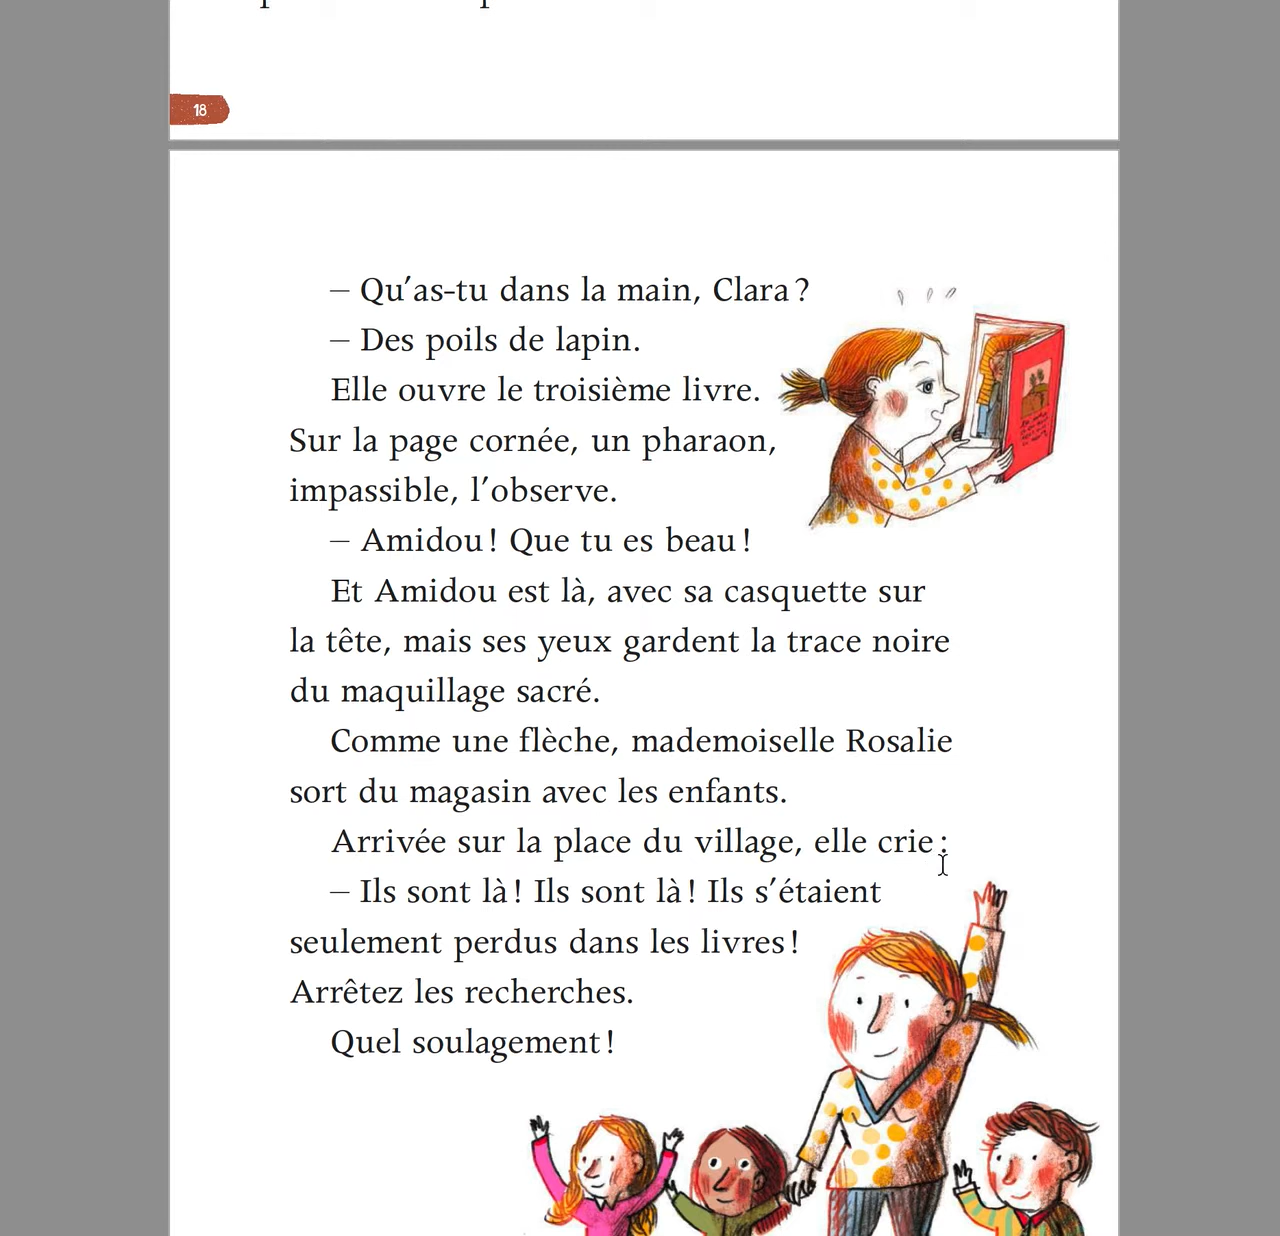 18
– Qu’as-tu dans la main, Clara ?
– Des poils de lapin.
Elle ouvre le troisième livre.
Sur la page cornée, un pharaon,
impassible, l’observe.
– Amidou ! Que tu es beau !
Et Amidou est là, avec sa casquette sur
la tête, mais ses yeux gardent la trace noire
du maquillage sacré.
Comme une flèche, mademoiselle Rosalie
sort du magasin avec les enfants.
Arrivée sur la place du village, elle crie :
– Ils sont là ! Ils sont là ! Ils s’étaient
seulement perdus dans les livres !
Arrêtez les recherches.
Quel soulagement !